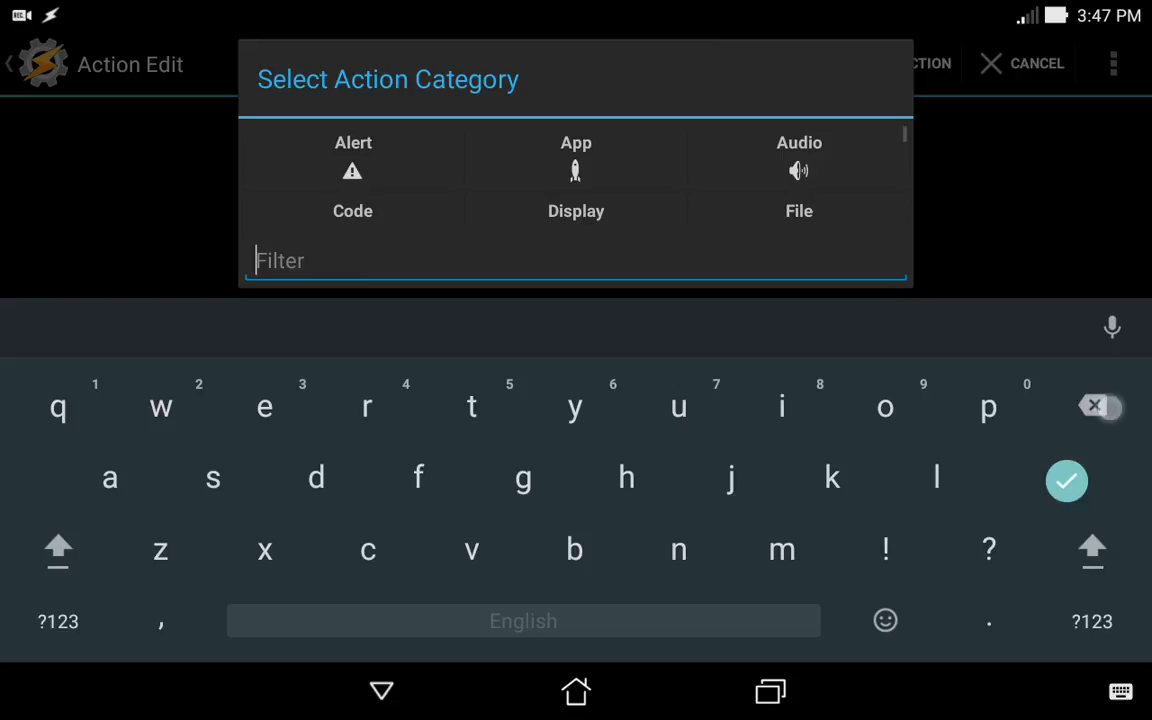 REC 3:47 PM
Action Edit
CTION
CANCEL
Select Action Category
Alert App Audio
Code Display File
Filter
1 2 3 4 5 6 7 8 9 0
q w e r t y u i o p
a s d f g h j k l
z x c v b n m ! ?
?123 , English . ?123